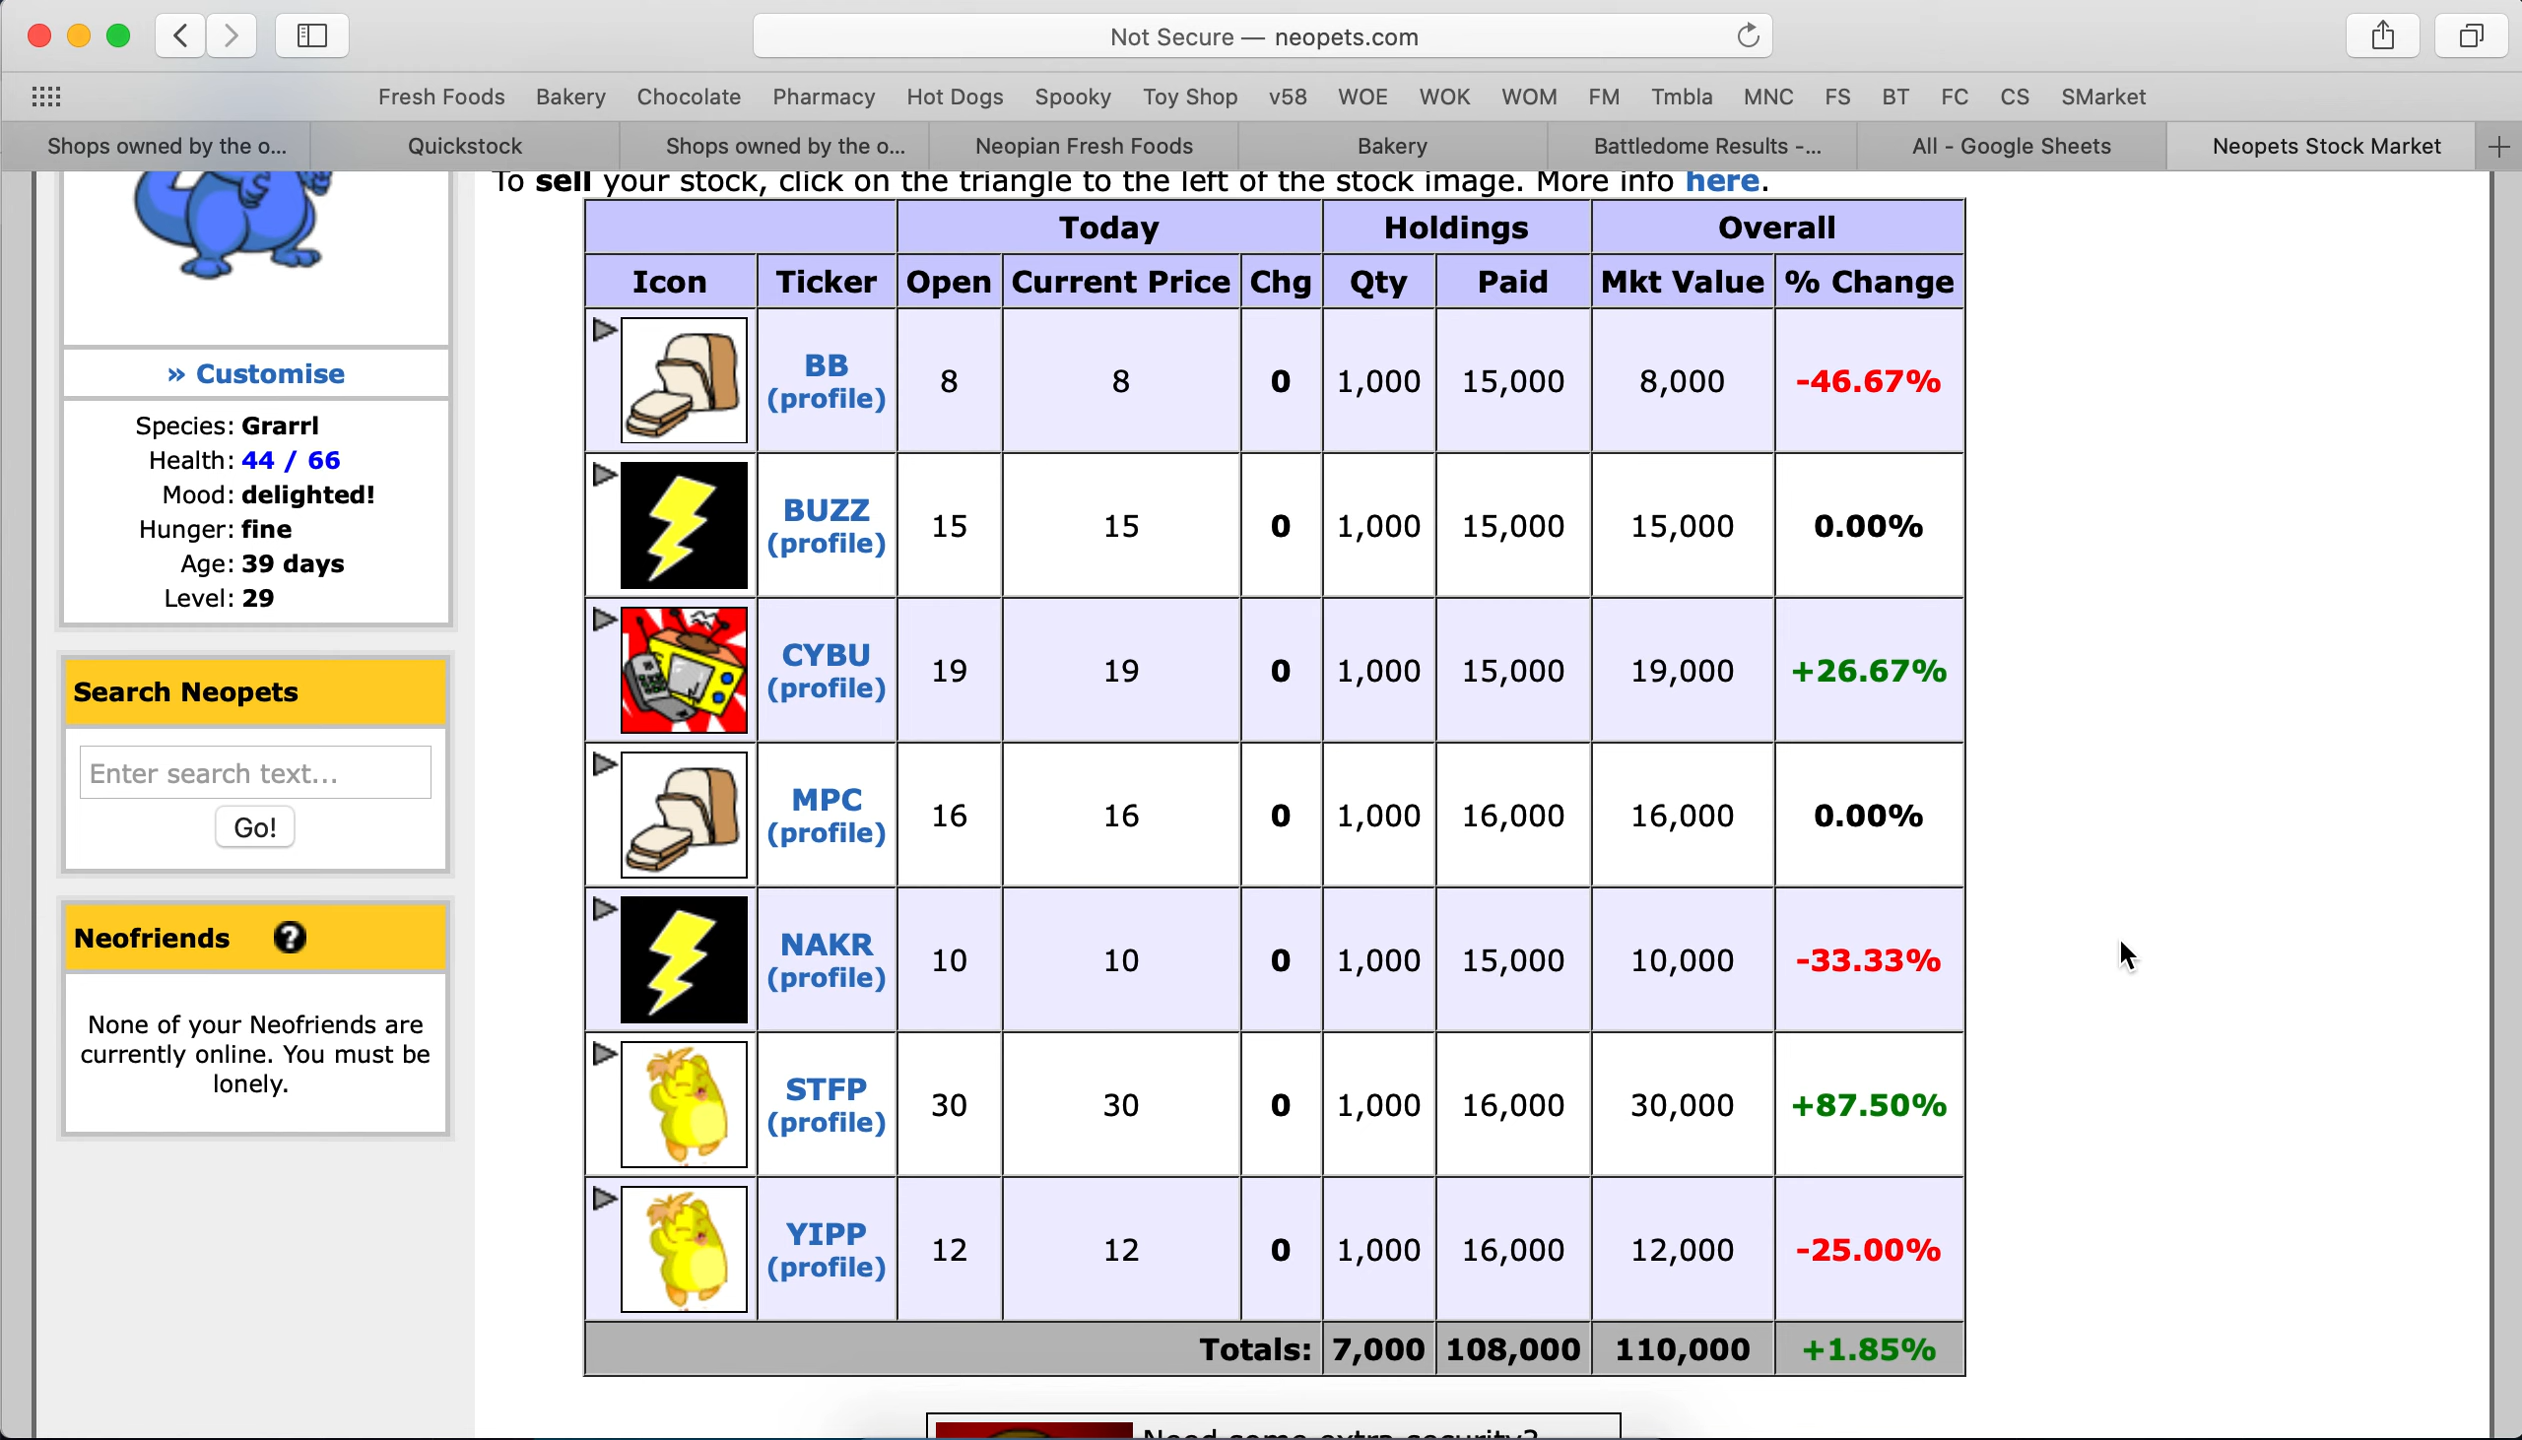 Not Secure — neopets.com
Fresh Foods Bakery Chocolate Pharmacy Hot Dogs Spooky Toy Shop v58 WOE WOK WOM FM Tmbla MNC FS BT FC CS SMarket
Shops owned by the o... Quickstock Shops owned by the o... Neopian Fresh Foods Bakery Battledome Results -... All - Google Sheets Neopets Stock Market
» Customise
Species: Grarrl
Health: 44 / 66
Mood: delighted!
Hunger: fine
Age: 39 days
Level: 29
Search Neopets
Enter search text...
Go!
Neofriends ?
None of your Neofriends are
currently online. You must be
lonely.
To sell your stock, click on the triangle to the left of the stock image. More info here.
Today Holdings Overall
Icon Ticker Open Current Price Chg Qty Paid Mkt Value % Change
BB (profile) 8 8 0 1,000 15,000 8,000 -46.67%
BUZZ (profile) 15 15 0 1,000 15,000 15,000 0.00%
CYBU (profile) 19 19 0 1,000 15,000 19,000 +26.67%
MPC (profile) 16 16 0 1,000 16,000 16,000 0.00%
NAKR (profile) 10 10 0 1,000 15,000 10,000 -33.33%
STFP (profile) 30 30 0 1,000 16,000 30,000 +87.50%
YIPP (profile) 12 12 0 1,000 16,000 12,000 -25.00%
Totals: 7,000 108,000 110,000 +1.85%
Need some extra security?